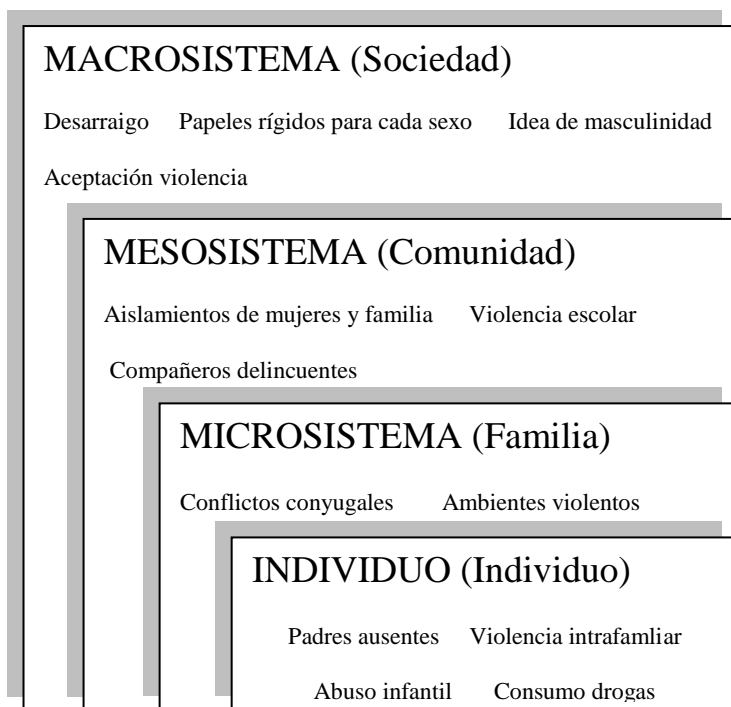 MACROSISTEMA (Sociedad)
Desarraigo Papeles rígidos para cada sexo Idea de masculinidad
Aceptación violencia
MESOSISTEMA (Comunidad)
Aislamientos de mujeres y familia Violencia escolar
Compañeros delincuentes
MICROSISTEMA (Familia)
Conflictos conyugales Ambientes violentos
INDIVIDUO (Individuo)
Padres ausentes Violencia intrafamliar
Abuso infantil Consumo drogas